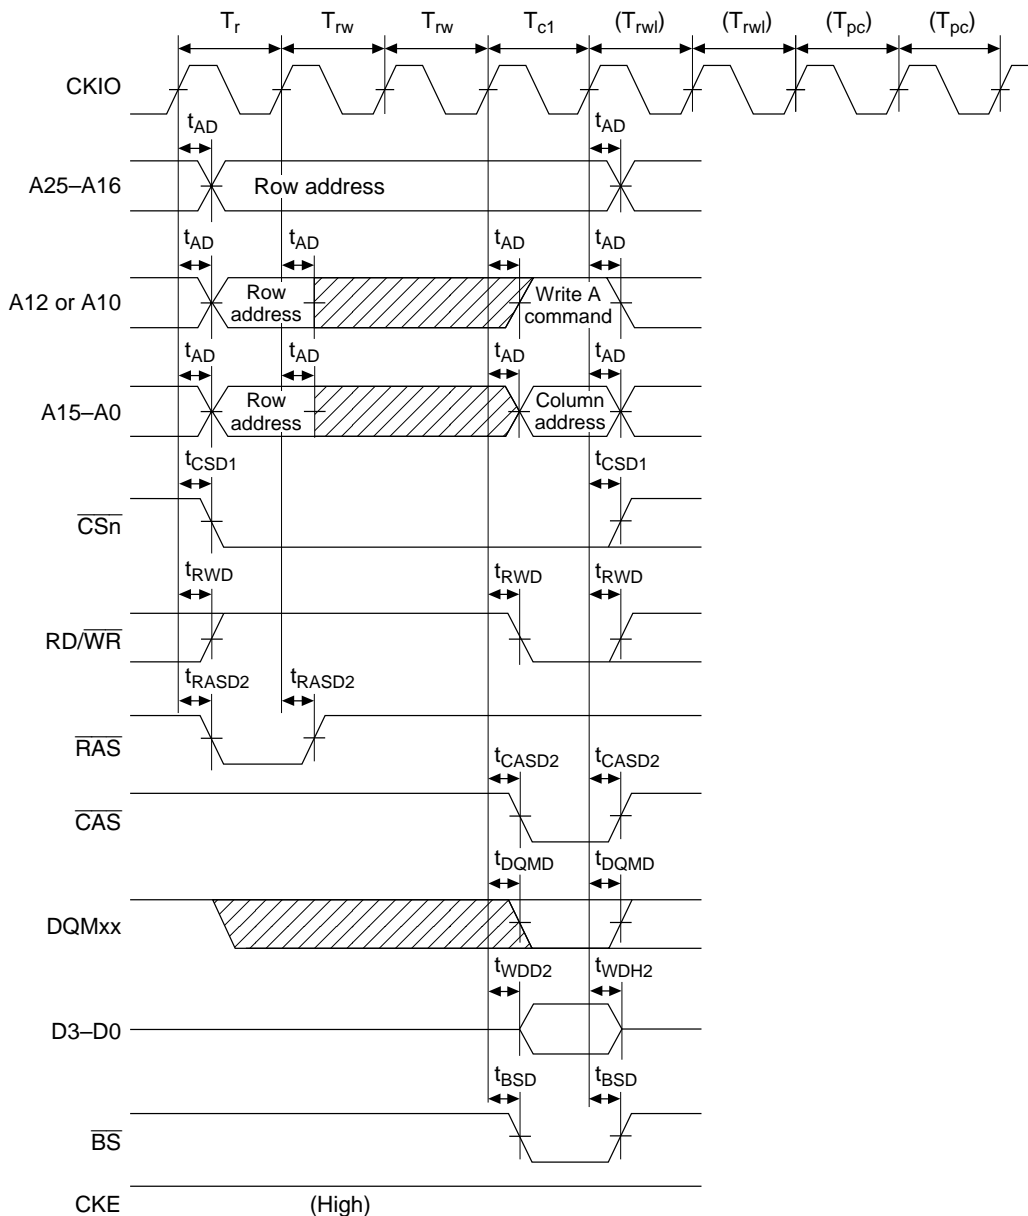 Tr Trw Trw Tc1 (Trwl) (Trwl) (Tpc) (Tpc)
CKIO
tAD tAD
A25–A16 Row address
tAD tAD tAD tAD
A12 or A10 Row address Write A command
tAD tAD tAD tAD
A15–A0 Row address Column address
tCSD1 tCSD1
CSn
tRWD tRWD tRWD
RD/WR
tRASD2 tRASD2
RAS
tCASD2 tCASD2
CAS
tDQMD tDQMD
DQMxx
tWDD2 tWDH2
D3–D0
tBSD tBSD
BS
CKE (High)